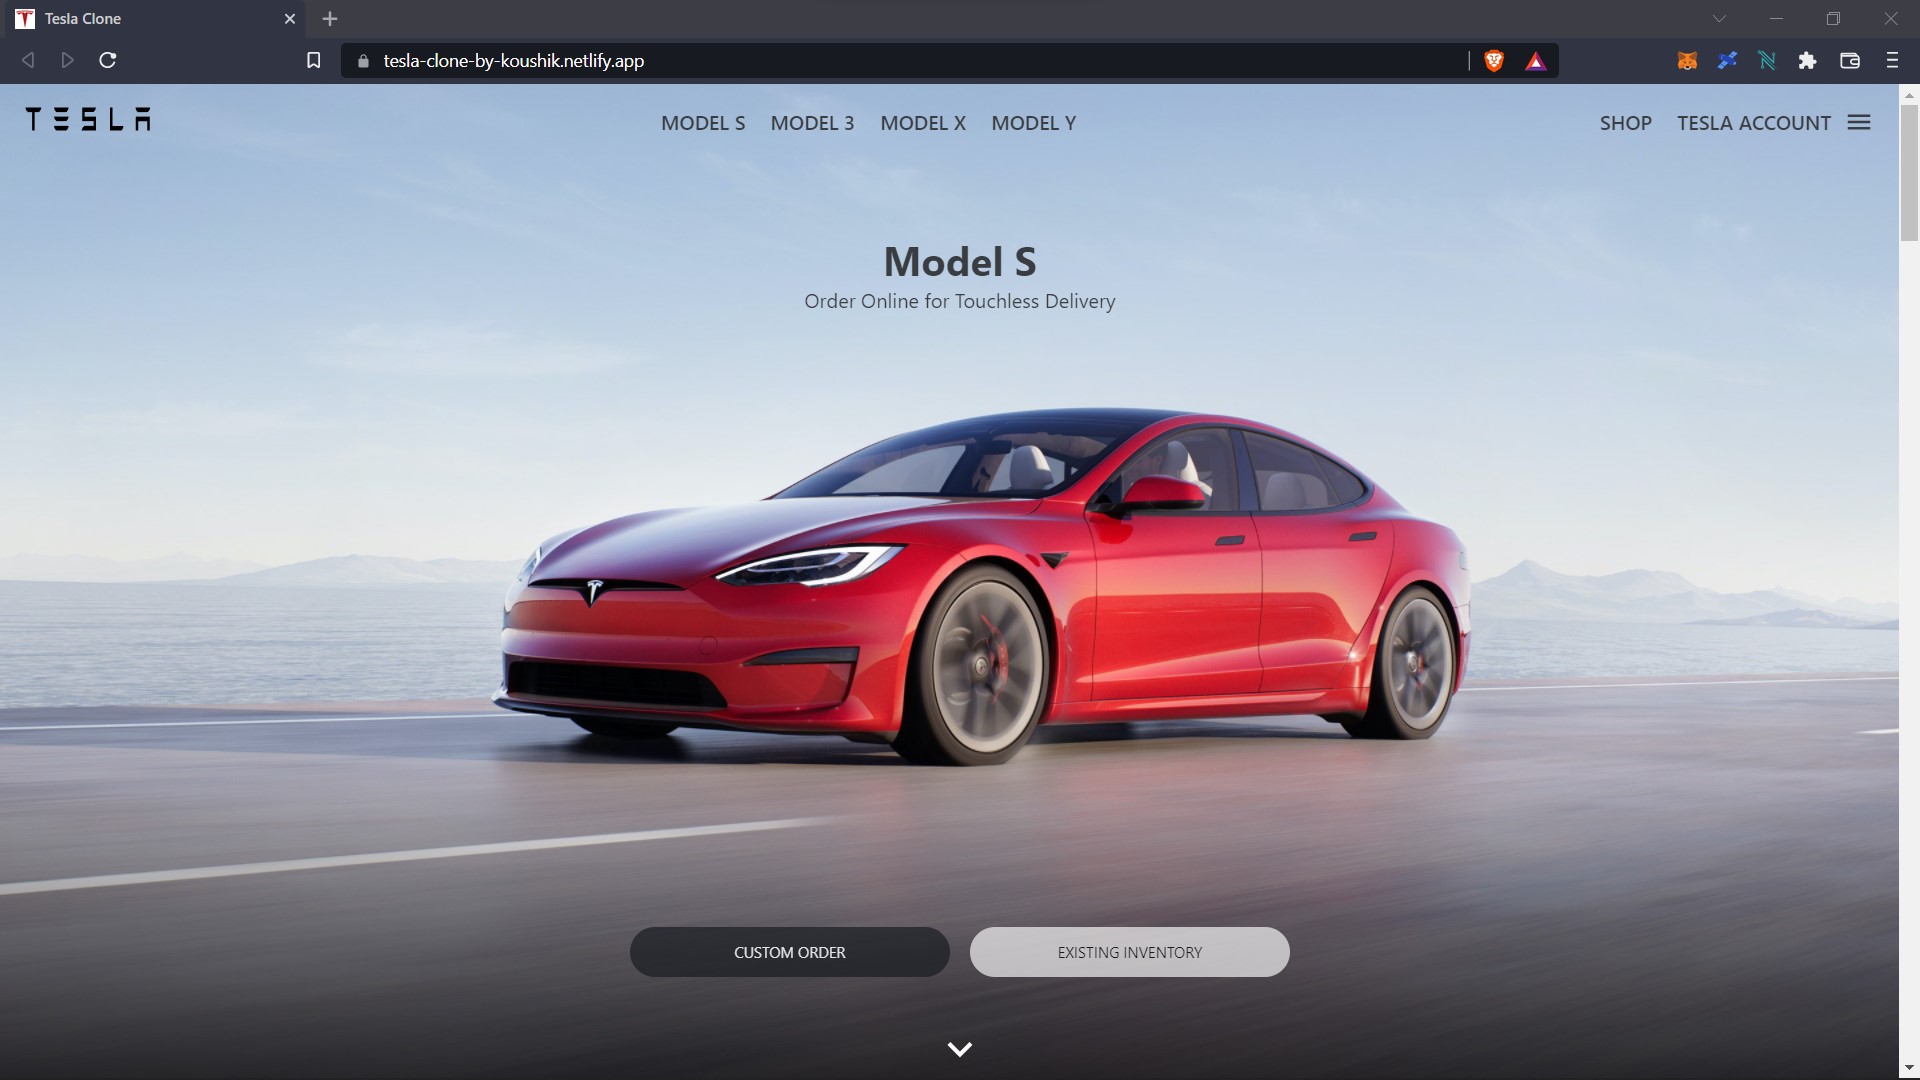 Tesla Clone
tesla-clone-by-koushik.netlify.app
TESLA
MODEL S
MODEL 3
MODEL X
MODEL Y
SHOP
TESLA ACCOUNT
Model S
Order Online for Touchless Delivery
CUSTOM ORDER
EXISTING INVENTORY